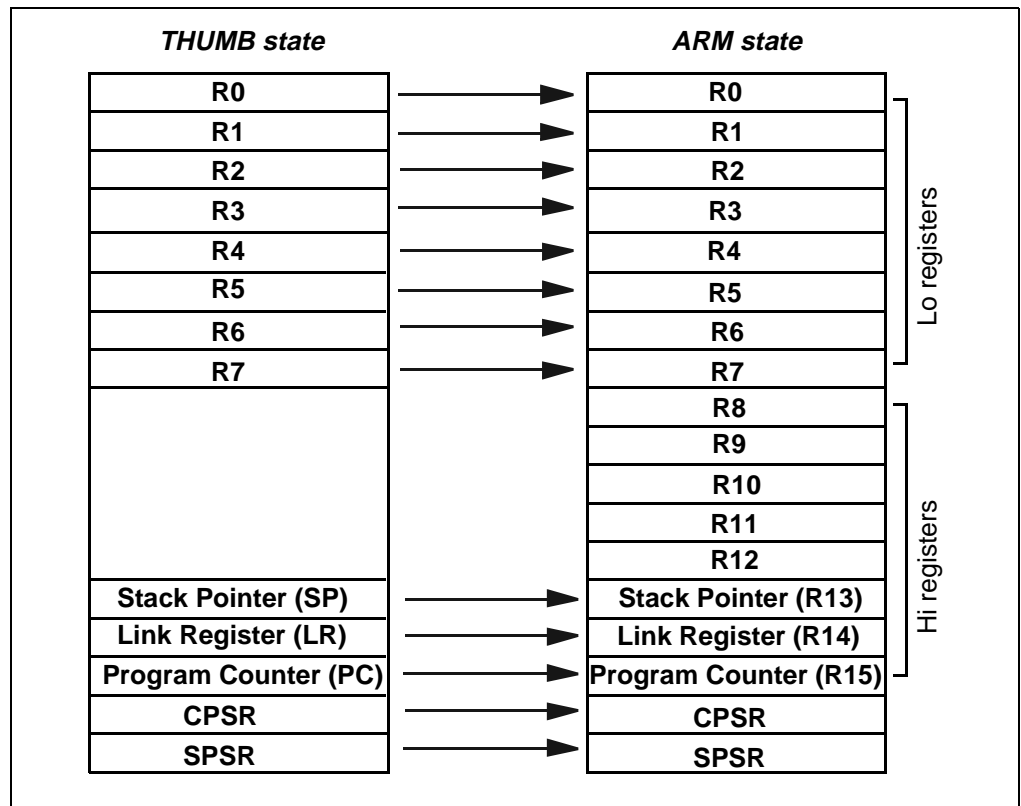 THUMB state
ARM state
R0
R0
R1
R1
R2
R2
R3
R3
R4
R4
R5
R5
R6
R6
R7
R7
R8
R9
R10
R11
R12
Stack Pointer (SP)
Stack Pointer (R13)
Link Register (LR)
Link Register (R14)
Program Counter (PC)
Program Counter (R15)
CPSR
CPSR
SPSR
SPSR
Lo registers
Hi registers